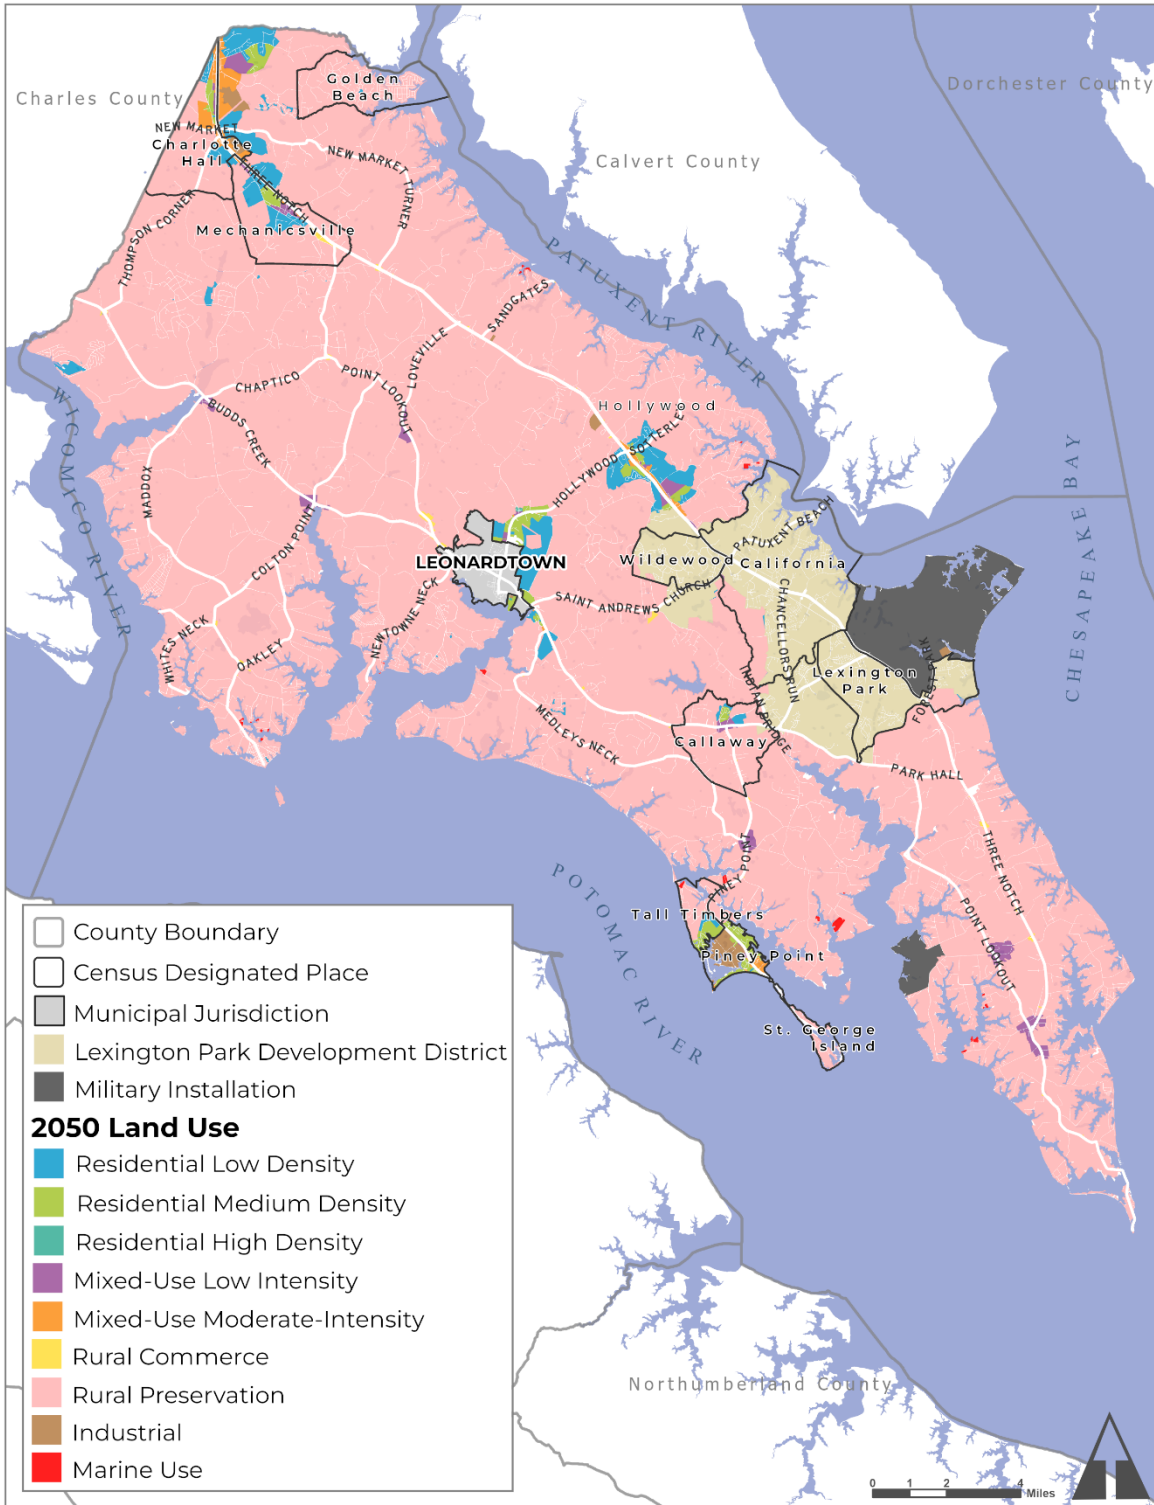 Golden
Beach
Dorchester County
Charles County
NEW MARKET
Charlotte
Hall
NEW MARKET TURNER
Calvert County
THREE NOTCH
THOMPSON CORNER
Mechanicsville
PATUXENT RIVER
SANDGATES
LOVEVILLE
CHAPTICO
POINT LOOKOUT
WICOMICO RIVER
BUDDS CREEK
Hollywood
HOLLYWOOD
SOTTERLEY
MADDOX
CHESAPEAKE BAY
COLTON POINT
PATUXENT BEACH
LEONARDTOWN
Wildewood
California
SAINT ANDREWS CHURCH
CHANCELLORS RUN
NEWTOWNE NECK
WHITES NECK
OAKLEY
Lexington
Park
FOREST PARK
INDIAN BRIDGE
MEDLEYS NECK
Callaway
PARK HALL
THREE NOTCH
PINEY POINT
POTOMAC RIVER
Tall Timbers
POINT LOOKOUT
Piney Point
St. George
Island
County Boundary
Census Designated Place
Municipal Jurisdiction
Lexington Park Development District
Military Installation
2050 Land Use
Residential Low Density
Residential Medium Density
Residential High Density
Mixed-Use Low Intensity
Mixed-Use Moderate-Intensity
Rural Commerce
Rural Preservation
Industrial
Marine Use
Northumberland County
0 1 2 4
Miles